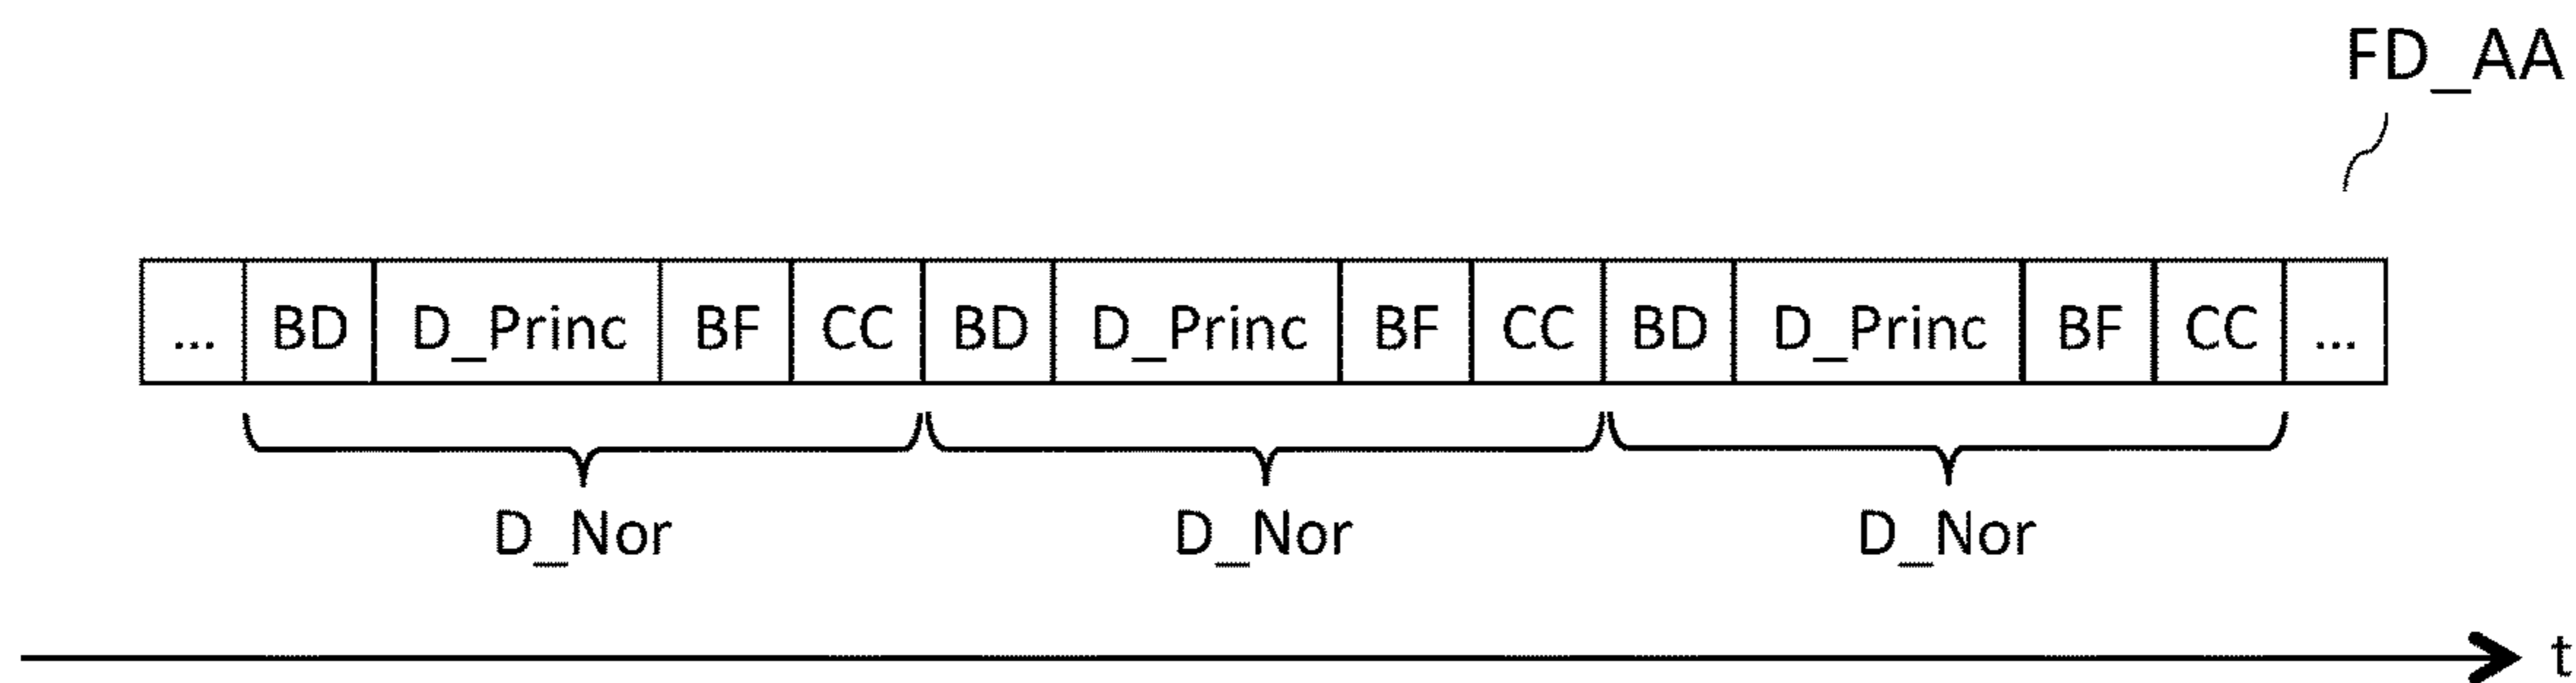 FD_AA
... BD D_Princ BF CC BD D_Princ BF CC BD D_Princ BF CC ...
D_Nor D_Nor D_Nor
t